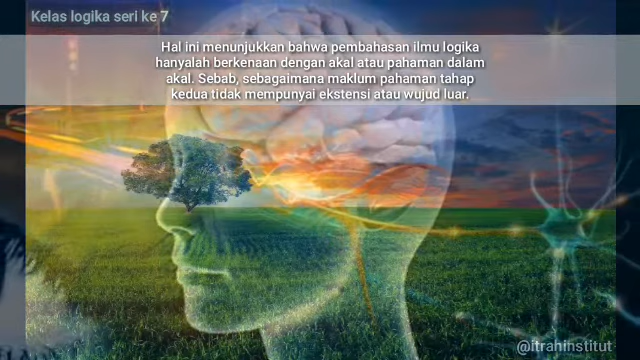 Kelas logika seri ke 7
Hal ini menunjukkan bahwa pembahasan ilmu logika
hanyalah berkenaan dengan akal atau pahaman dalam
akal. Sebab, sebagaimana maklum pahaman tahap
kedua tidak mempunyai ekstensi atau wujud luar.
@itrahinstitut